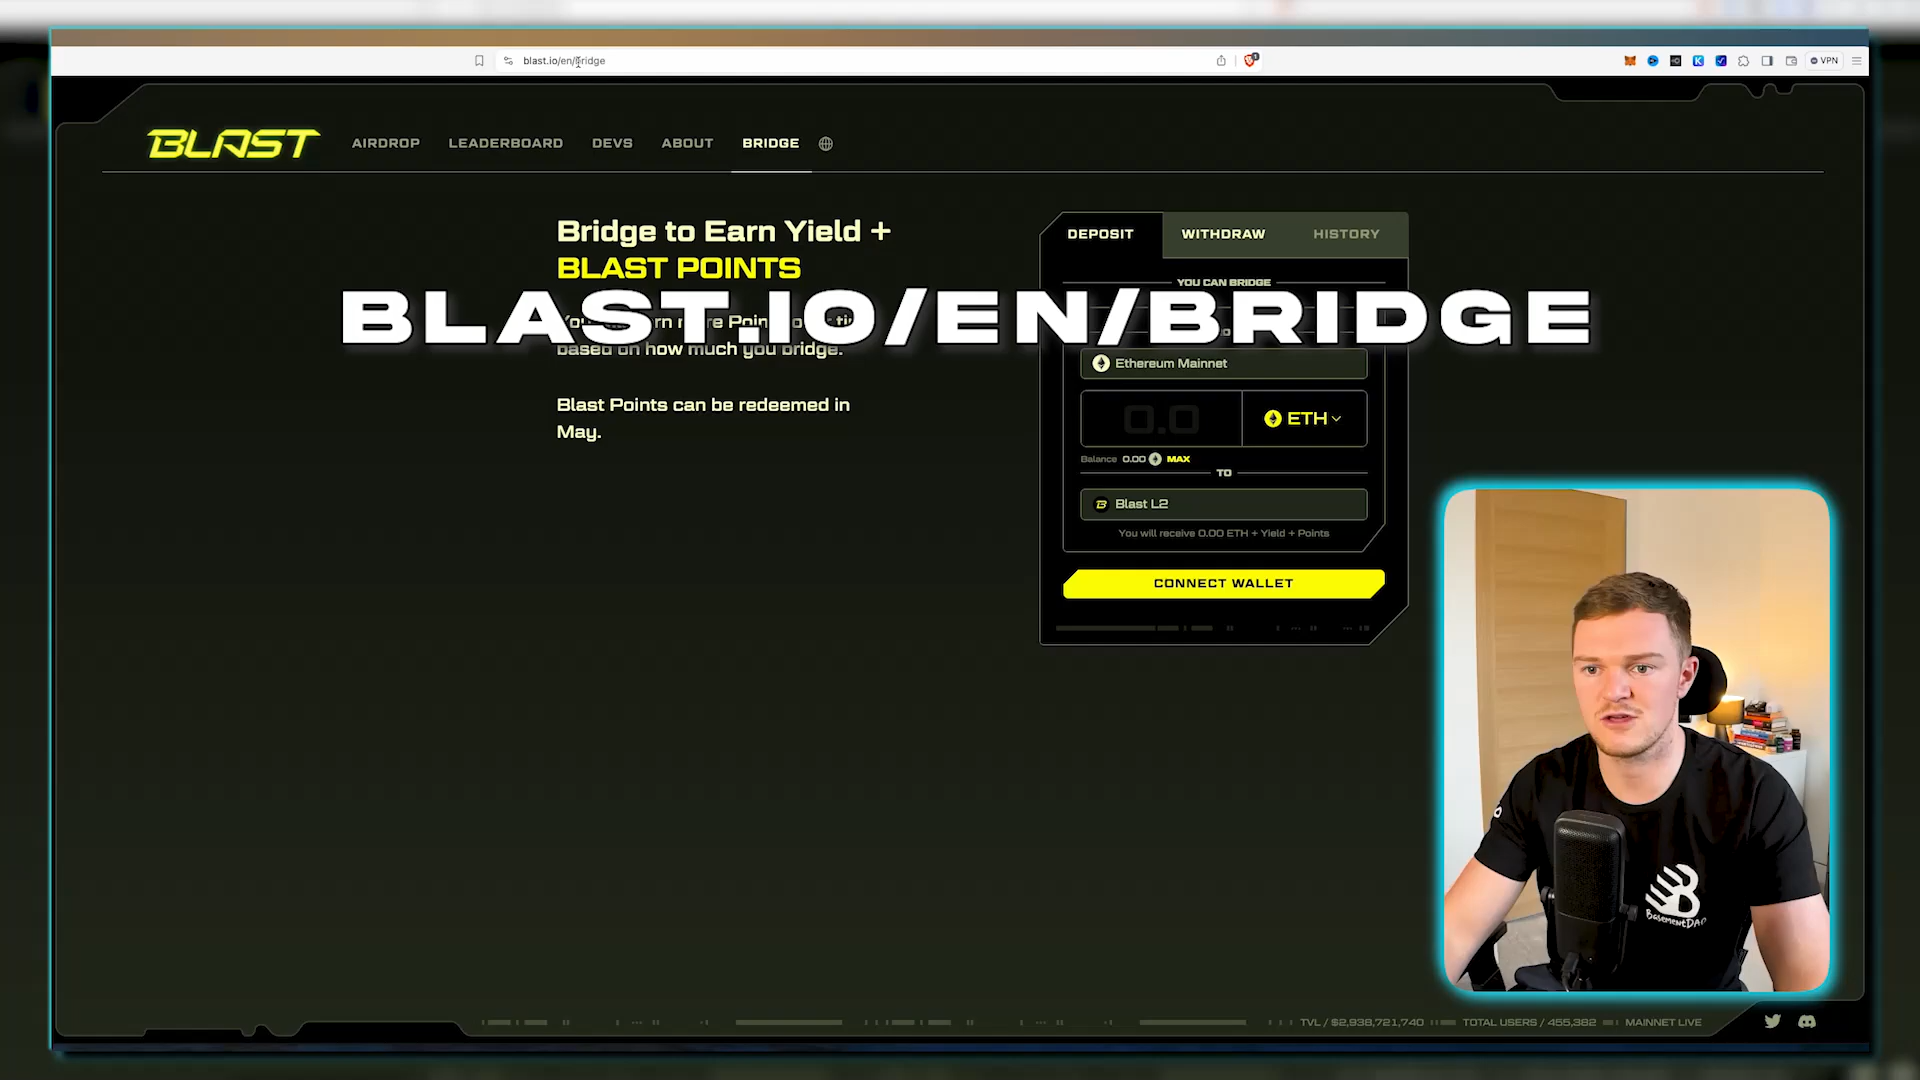 blast.io/en/bridge
VPN
BLAST
AIRDROP
LEADERBOARD
DEVS
ABOUT
BRIDGE
Bridge to Earn Yield +
BLAST POINTS
BLAST.IO/EN/BRIDGE
based on how much you bridge.
Blast Points can be redeemed in
May.
DEPOSIT
WITHDRAW
HISTORY
YOU CAN BRIDGE
Ethereum Mainnet
0.0
ETH
Balance 0.00 MAX
TO
Blast L2
You will receive 0.00 ETH + Yield + Points
CONNECT WALLET
BasementDAO
TVL / $2,938,721,740
TOTAL USERS / 455,382
MAINNET LIVE